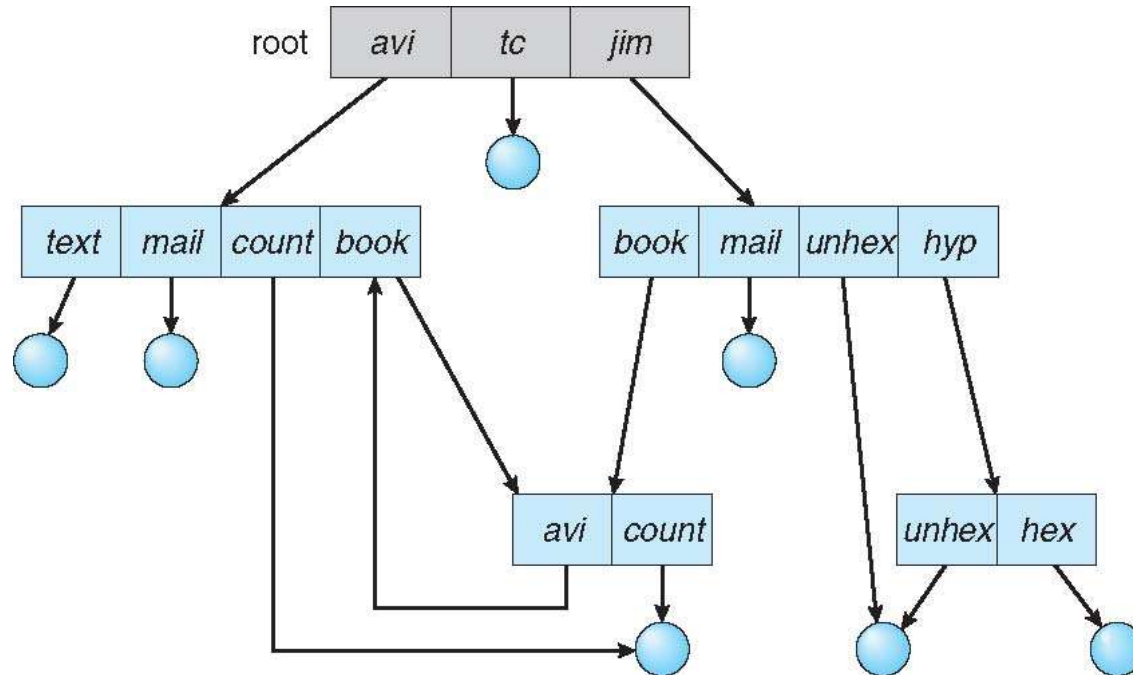 root avi tc jim
text mail count book book mail unhex hyp
avi count unhex hex